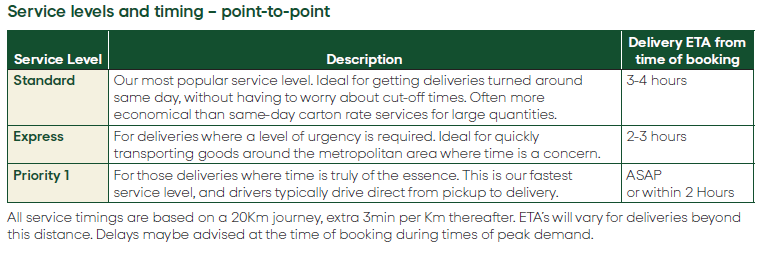 Service levels and timing – point-to-point
Service Level
Description
Delivery ETA from
time of booking
Standard
Our most popular service level. Ideal for getting deliveries turned around
same day, without having to worry about cut-off times. Often more
economical than same-day carton rate services for large quantities.
3-4 hours
Express
For deliveries where a level of urgency is required. Ideal for quickly
transporting goods around the metropolitan area where time is a concern.
2-3 hours
Priority 1
For those deliveries where time is truly of the essence. This is our fastest
service level, and drivers typically drive direct from pickup to delivery.
ASAP
or within 2 Hours
All service timings are based on a 20Km journey, extra 3min per Km thereafter. ETA's will vary for deliveries beyond
this distance. Delays maybe advised at the time of booking during times of peak demand.